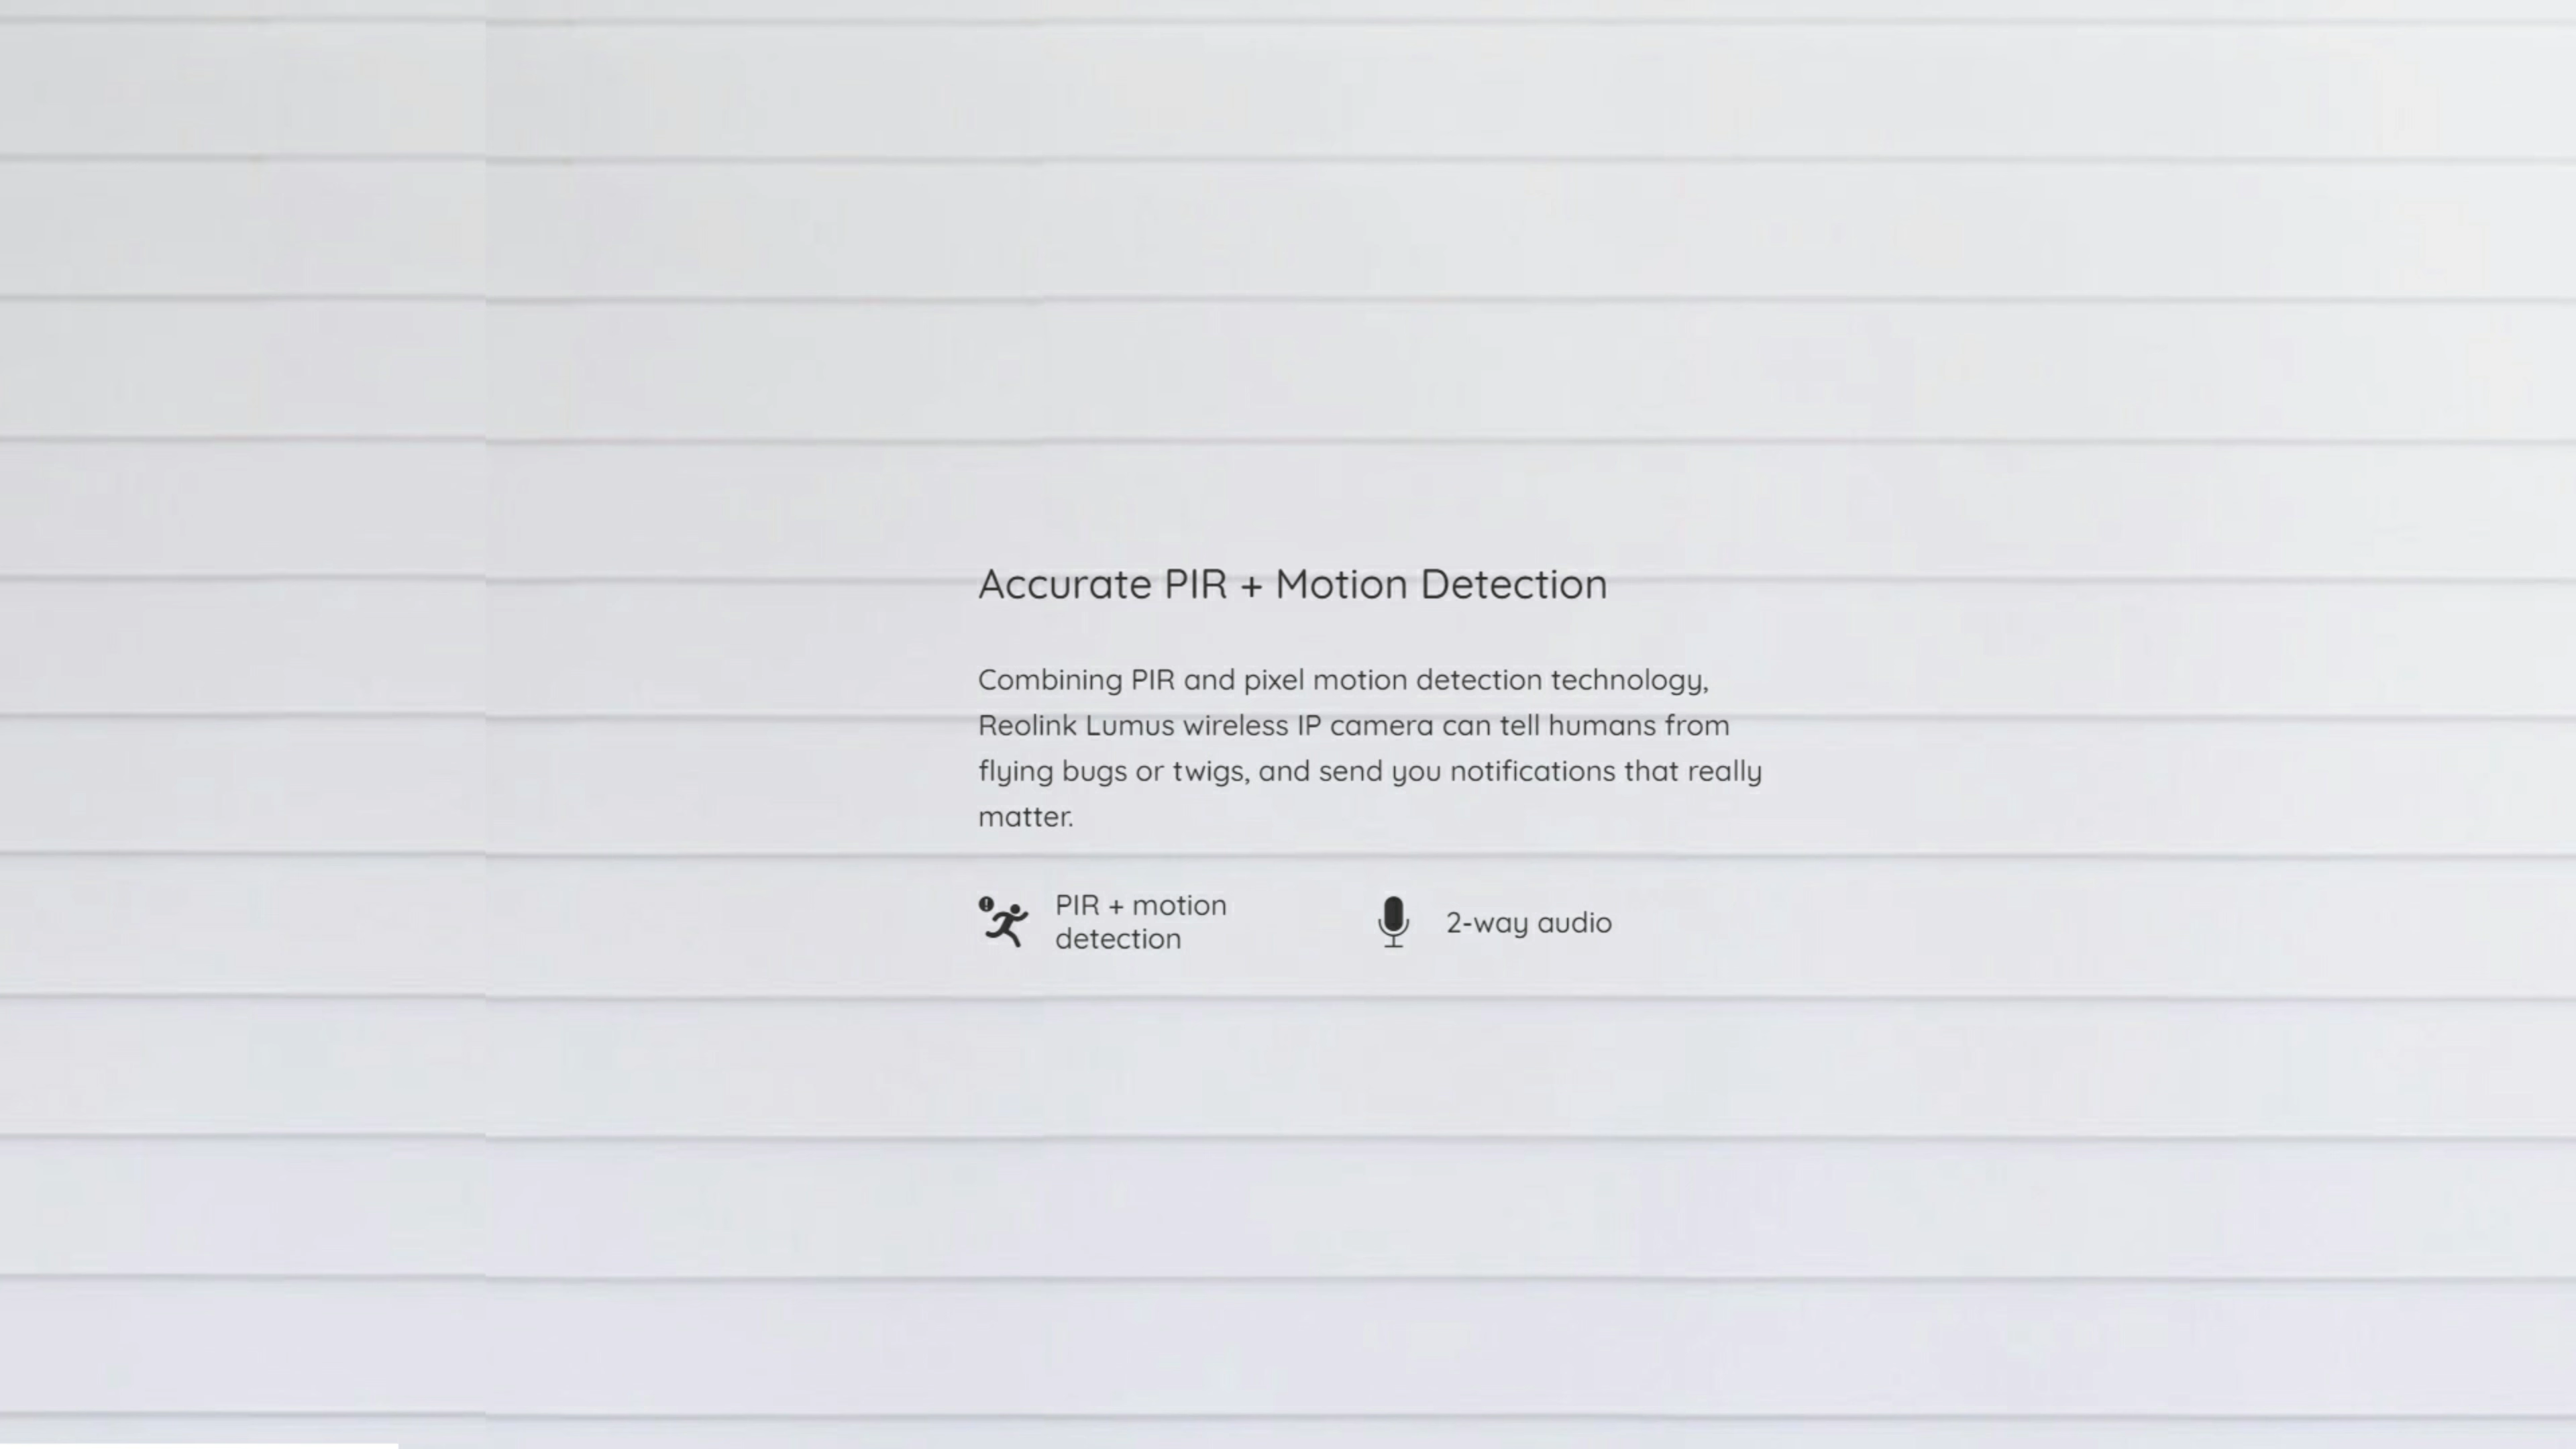 Accurate PIR + Motion Detection
Combining PIR and pixel motion detection technology,
Reolink Lumus wireless IP camera can tell humans from
flying bugs or twigs, and send you notifications that really
matter.
PIR + motion
detection
2-way audio